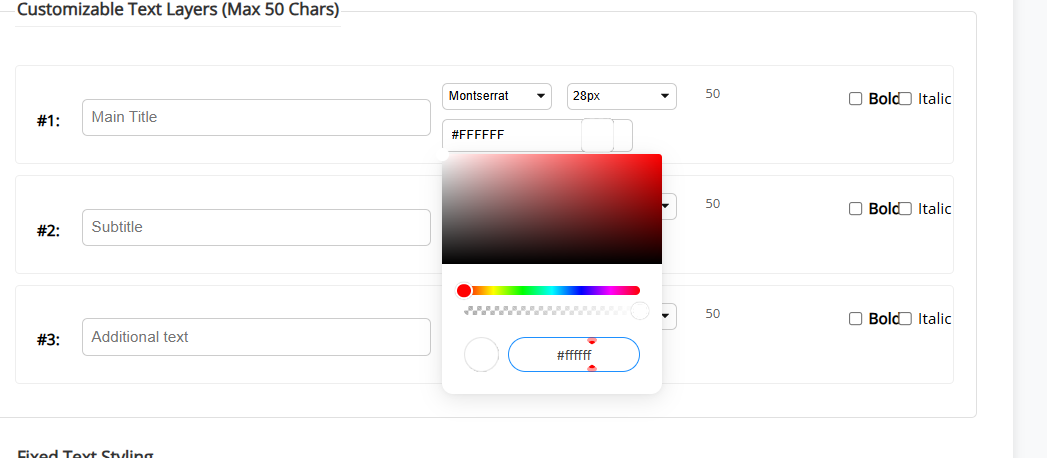 Customizable Text Layers (Max 50 Chars)
#1:
Main Title
Montserrat
28px
50
Bold
Italic
#FFFFFF
#2:
Subtitle
50
Bold
Italic
#3:
Additional text
50
Bold
Italic
#ffffff
Fixed Text Styling